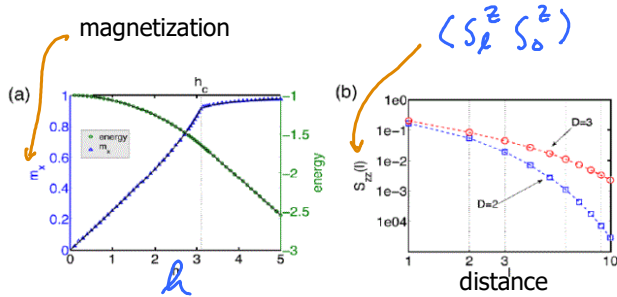 magnetization
⟨S_l^z S_0^z⟩
(a)
h_c
1
0.8
0.6
0.4
0.2
0
m_x
energy
m_x
0
1
2
3
4
5
h
−1
−1.5
−2
−2.5
−3
energy
(b)
1e0
1e-1
1e-2
1e-3
1e04
S_zz(l)
D=3
D=2
1
2
3
10
distance